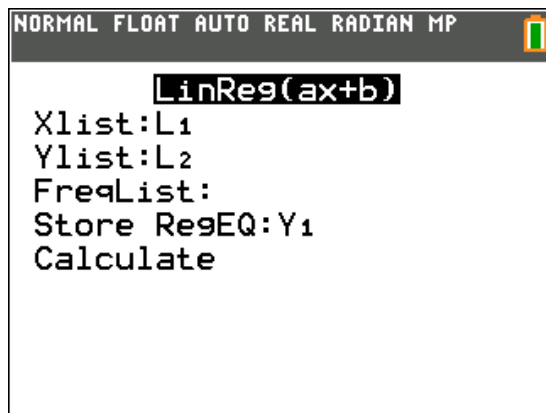 NORMAL FLOAT AUTO REAL RADIAN MP
LinReg(ax+b)
Xlist:L₁
Ylist:L₂
FreqList:
Store RegEQ:Y₁
Calculate